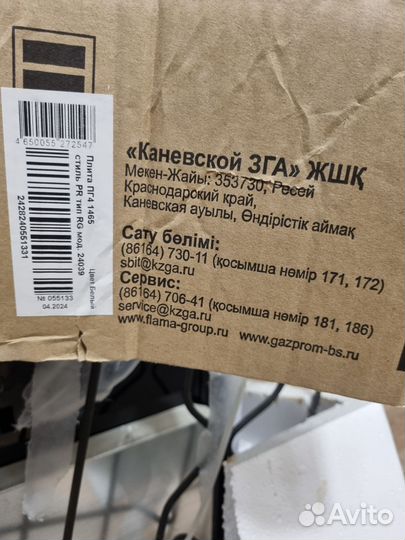 4 650055 272547
Плита ПГ4 1465
стиль PR тип RG мод. 24039
2428240551331
Цвет:Белый
№ 055133
04.2024
«Каневской ЗГА» ЖШҚ
Мекен-Жайы: 353730, Ресей
Краснодарский край,
Каневская ауылы, Өндірістік аймақ
Сату бөлімі:
(86164) 730-11 (қосымша нөмір 171, 172)
sbit@kzga.ru
Сервис:
(86164) 706-41 (қосымша нөмір 181, 186)
service@kzga.ru
www.flama-group.ru www.gazprom-bs.ru
Avito